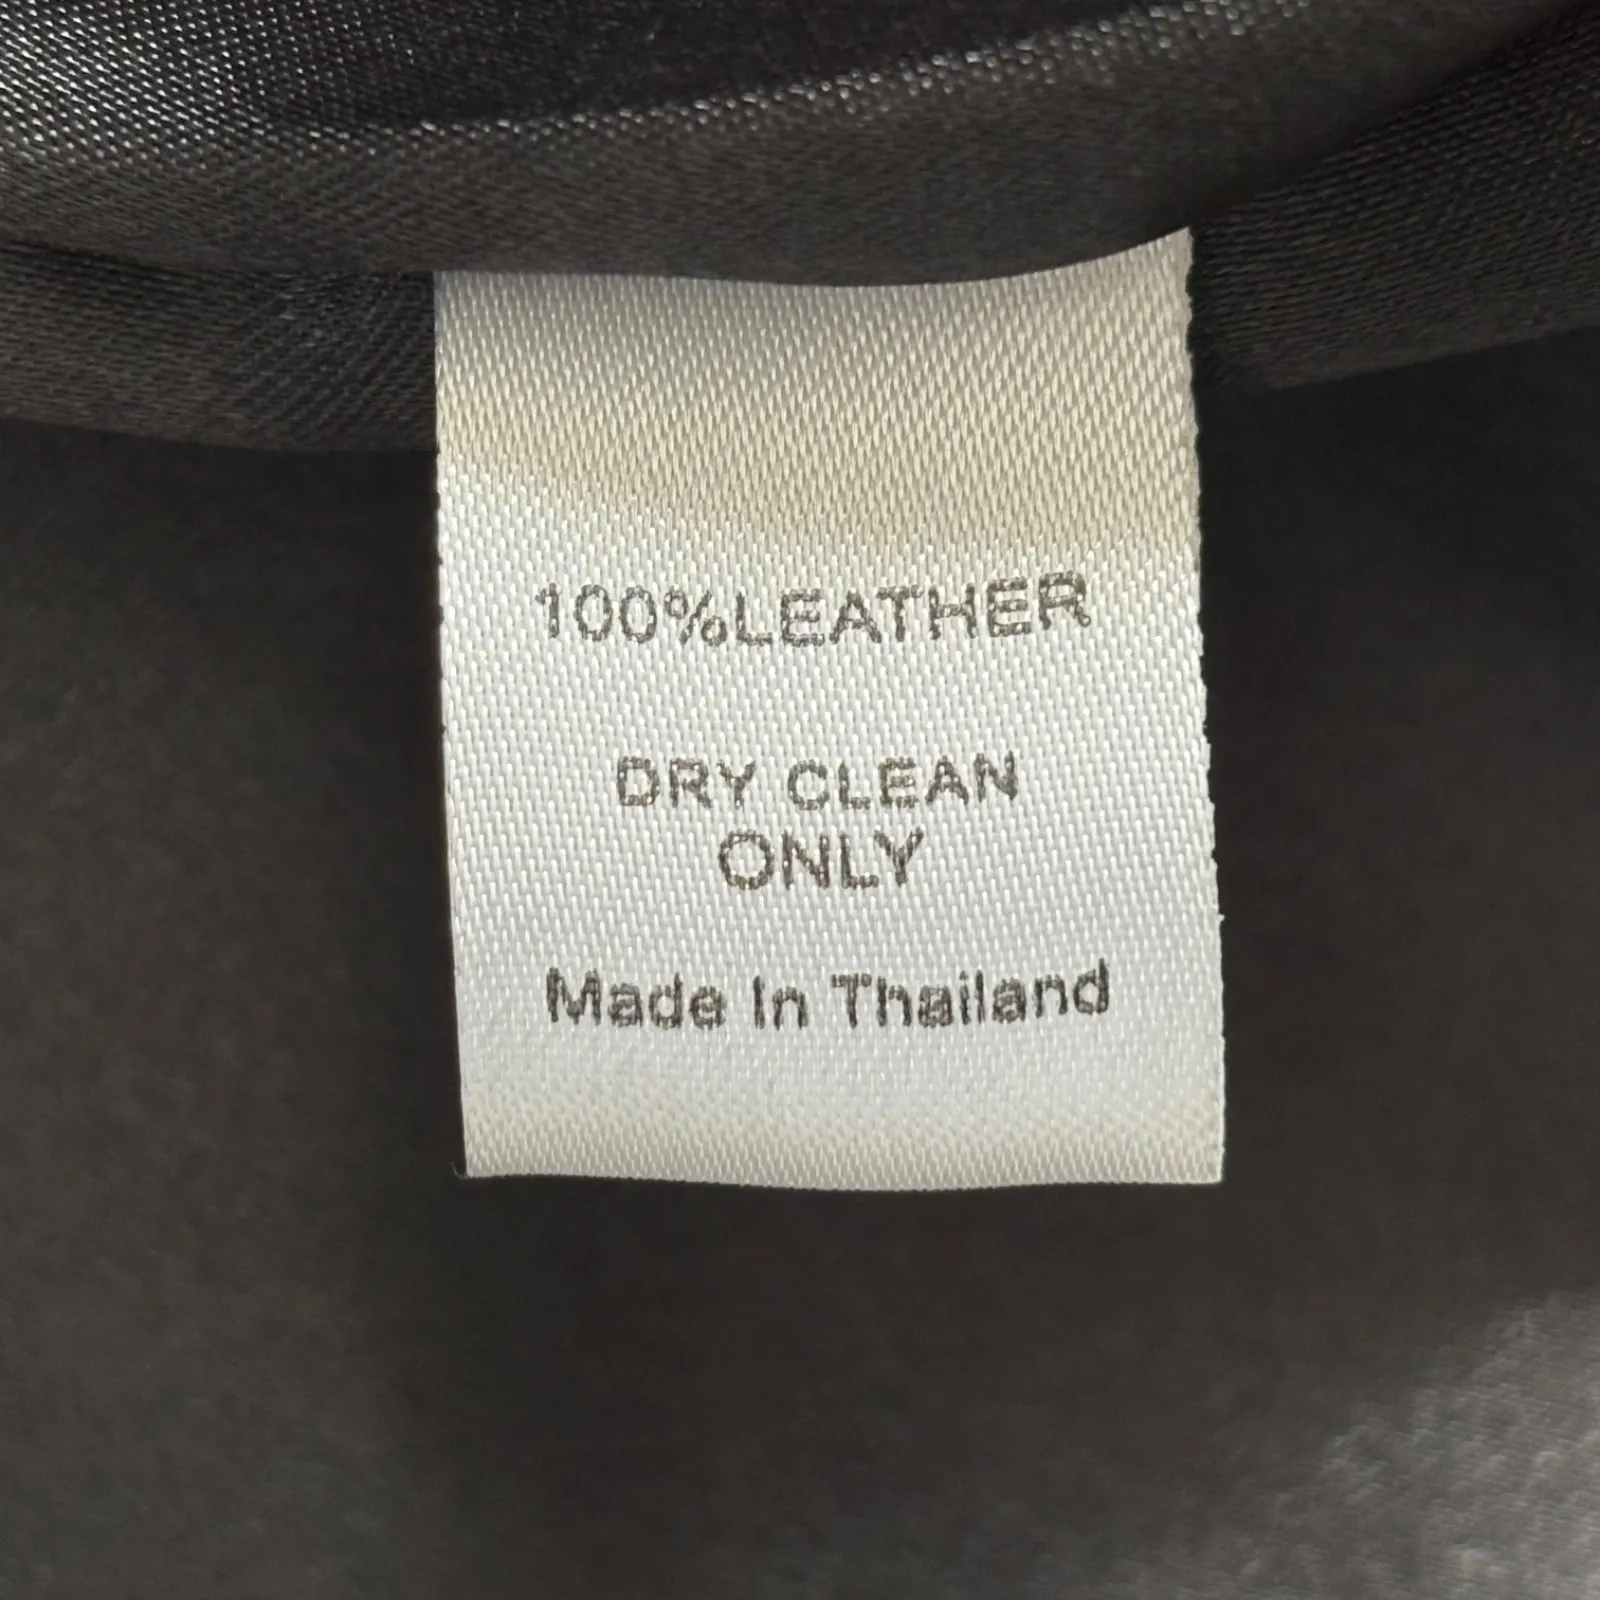 100%LEATHER
DRY CLEAN
ONLY
Made In Thailand